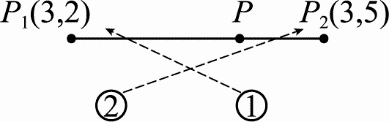 P₁(3,2) P P₂(3,5)
② ①